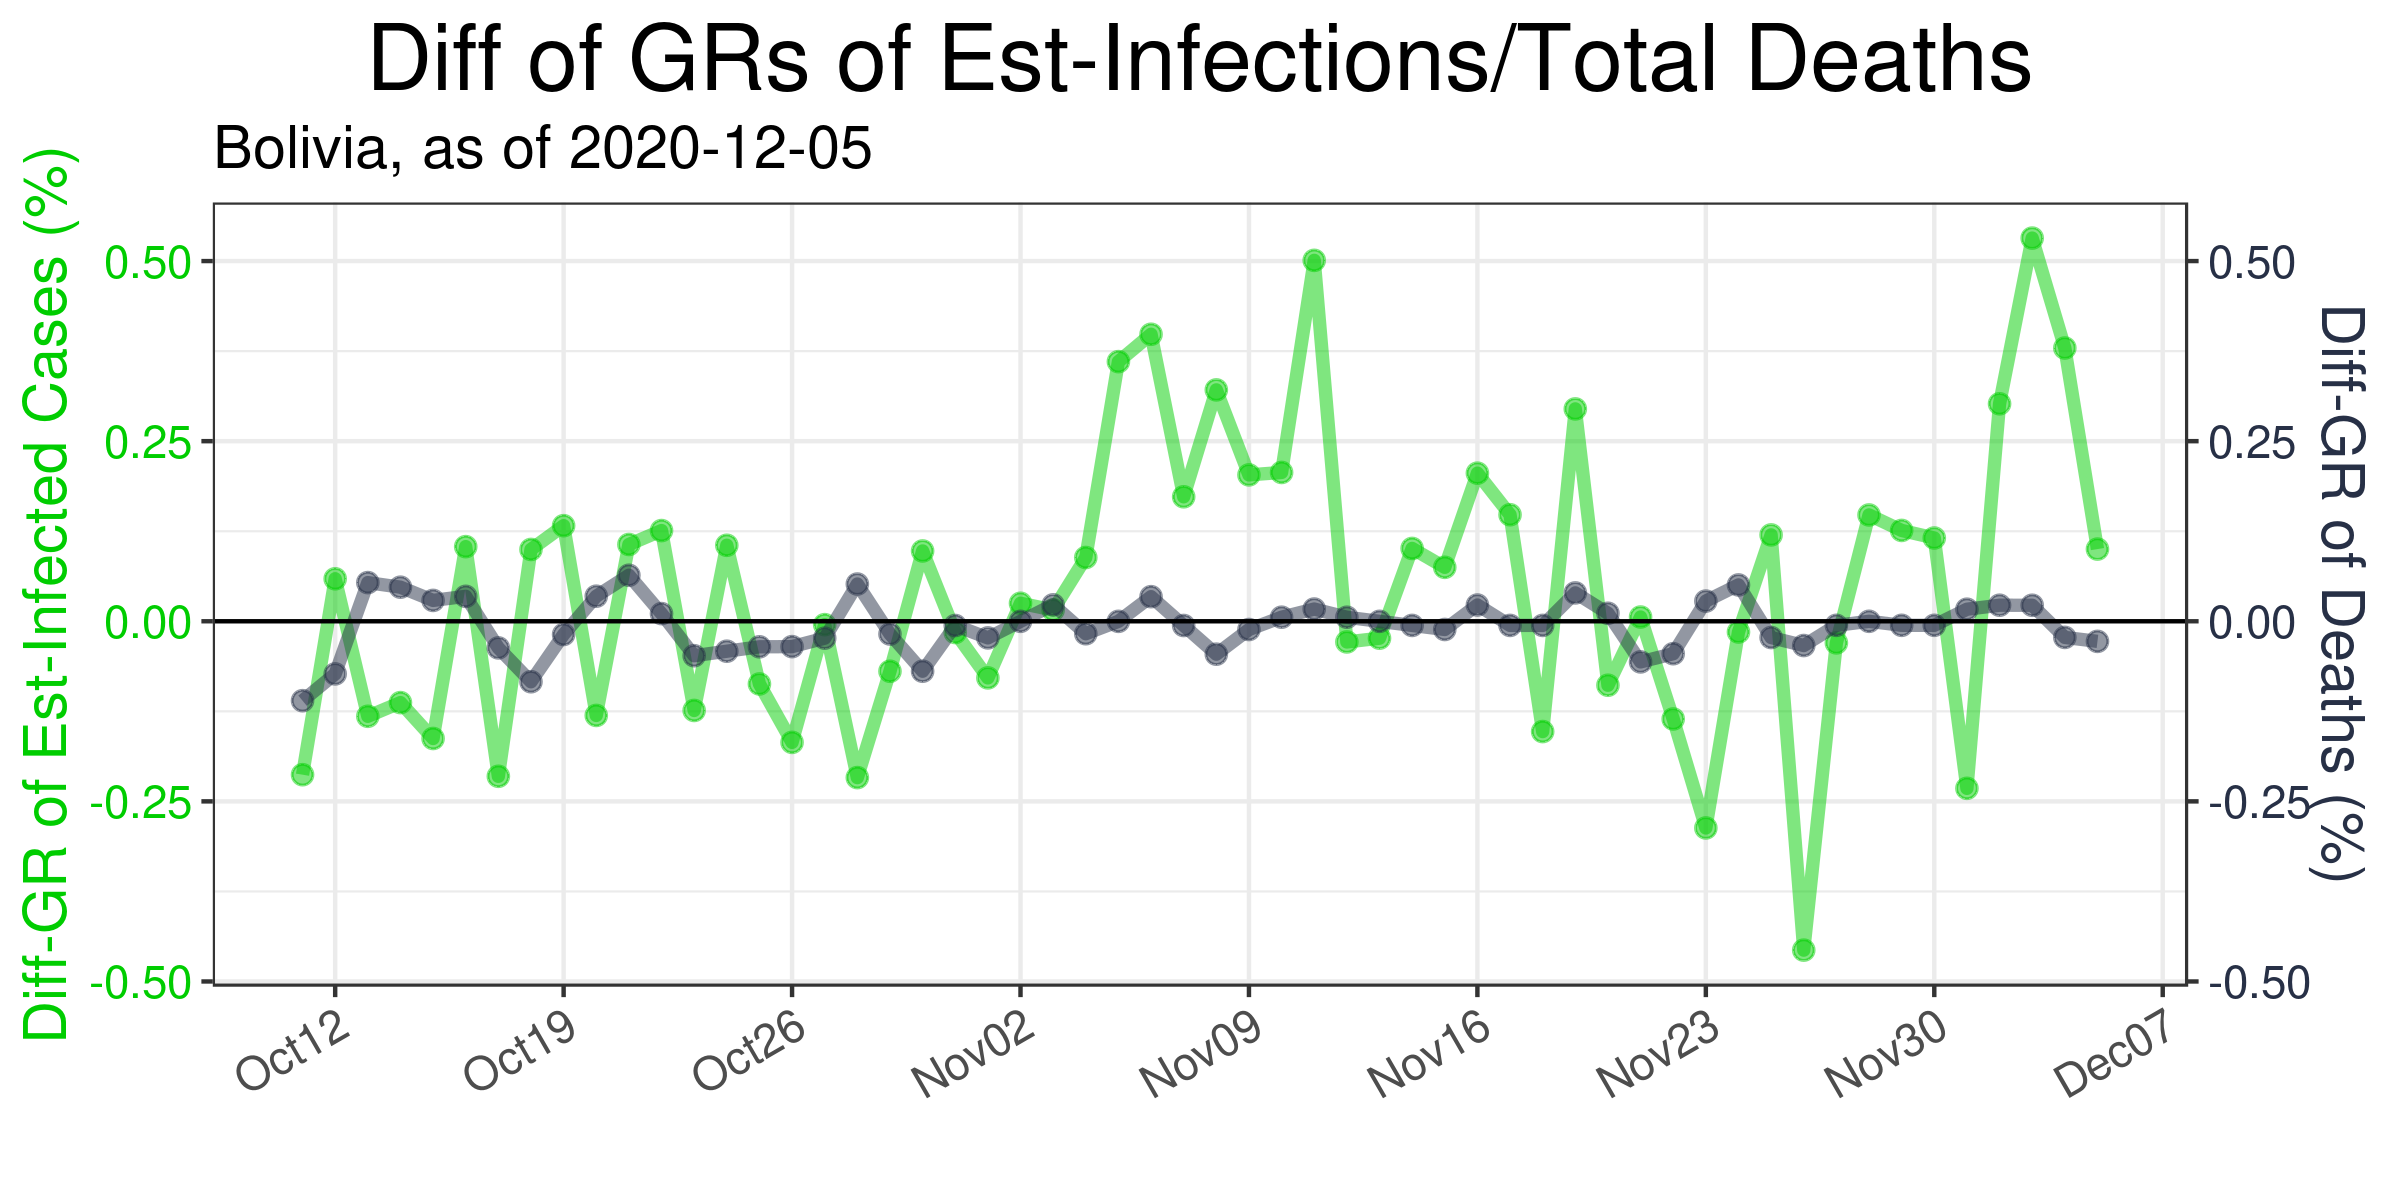 Diff of GRs of Est-Infections/Total Deaths
Bolivia, as of 2020-12-05
Diff-GR of Est-Infected Cases (%)
0.50
0.25
0.00
-0.25
-0.50
0.50
0.25
0.00
-0.25
-0.50
Diff-GR of Deaths (%)
Oct12
Oct19
Oct26
Nov02
Nov09
Nov16
Nov23
Nov30
Dec07